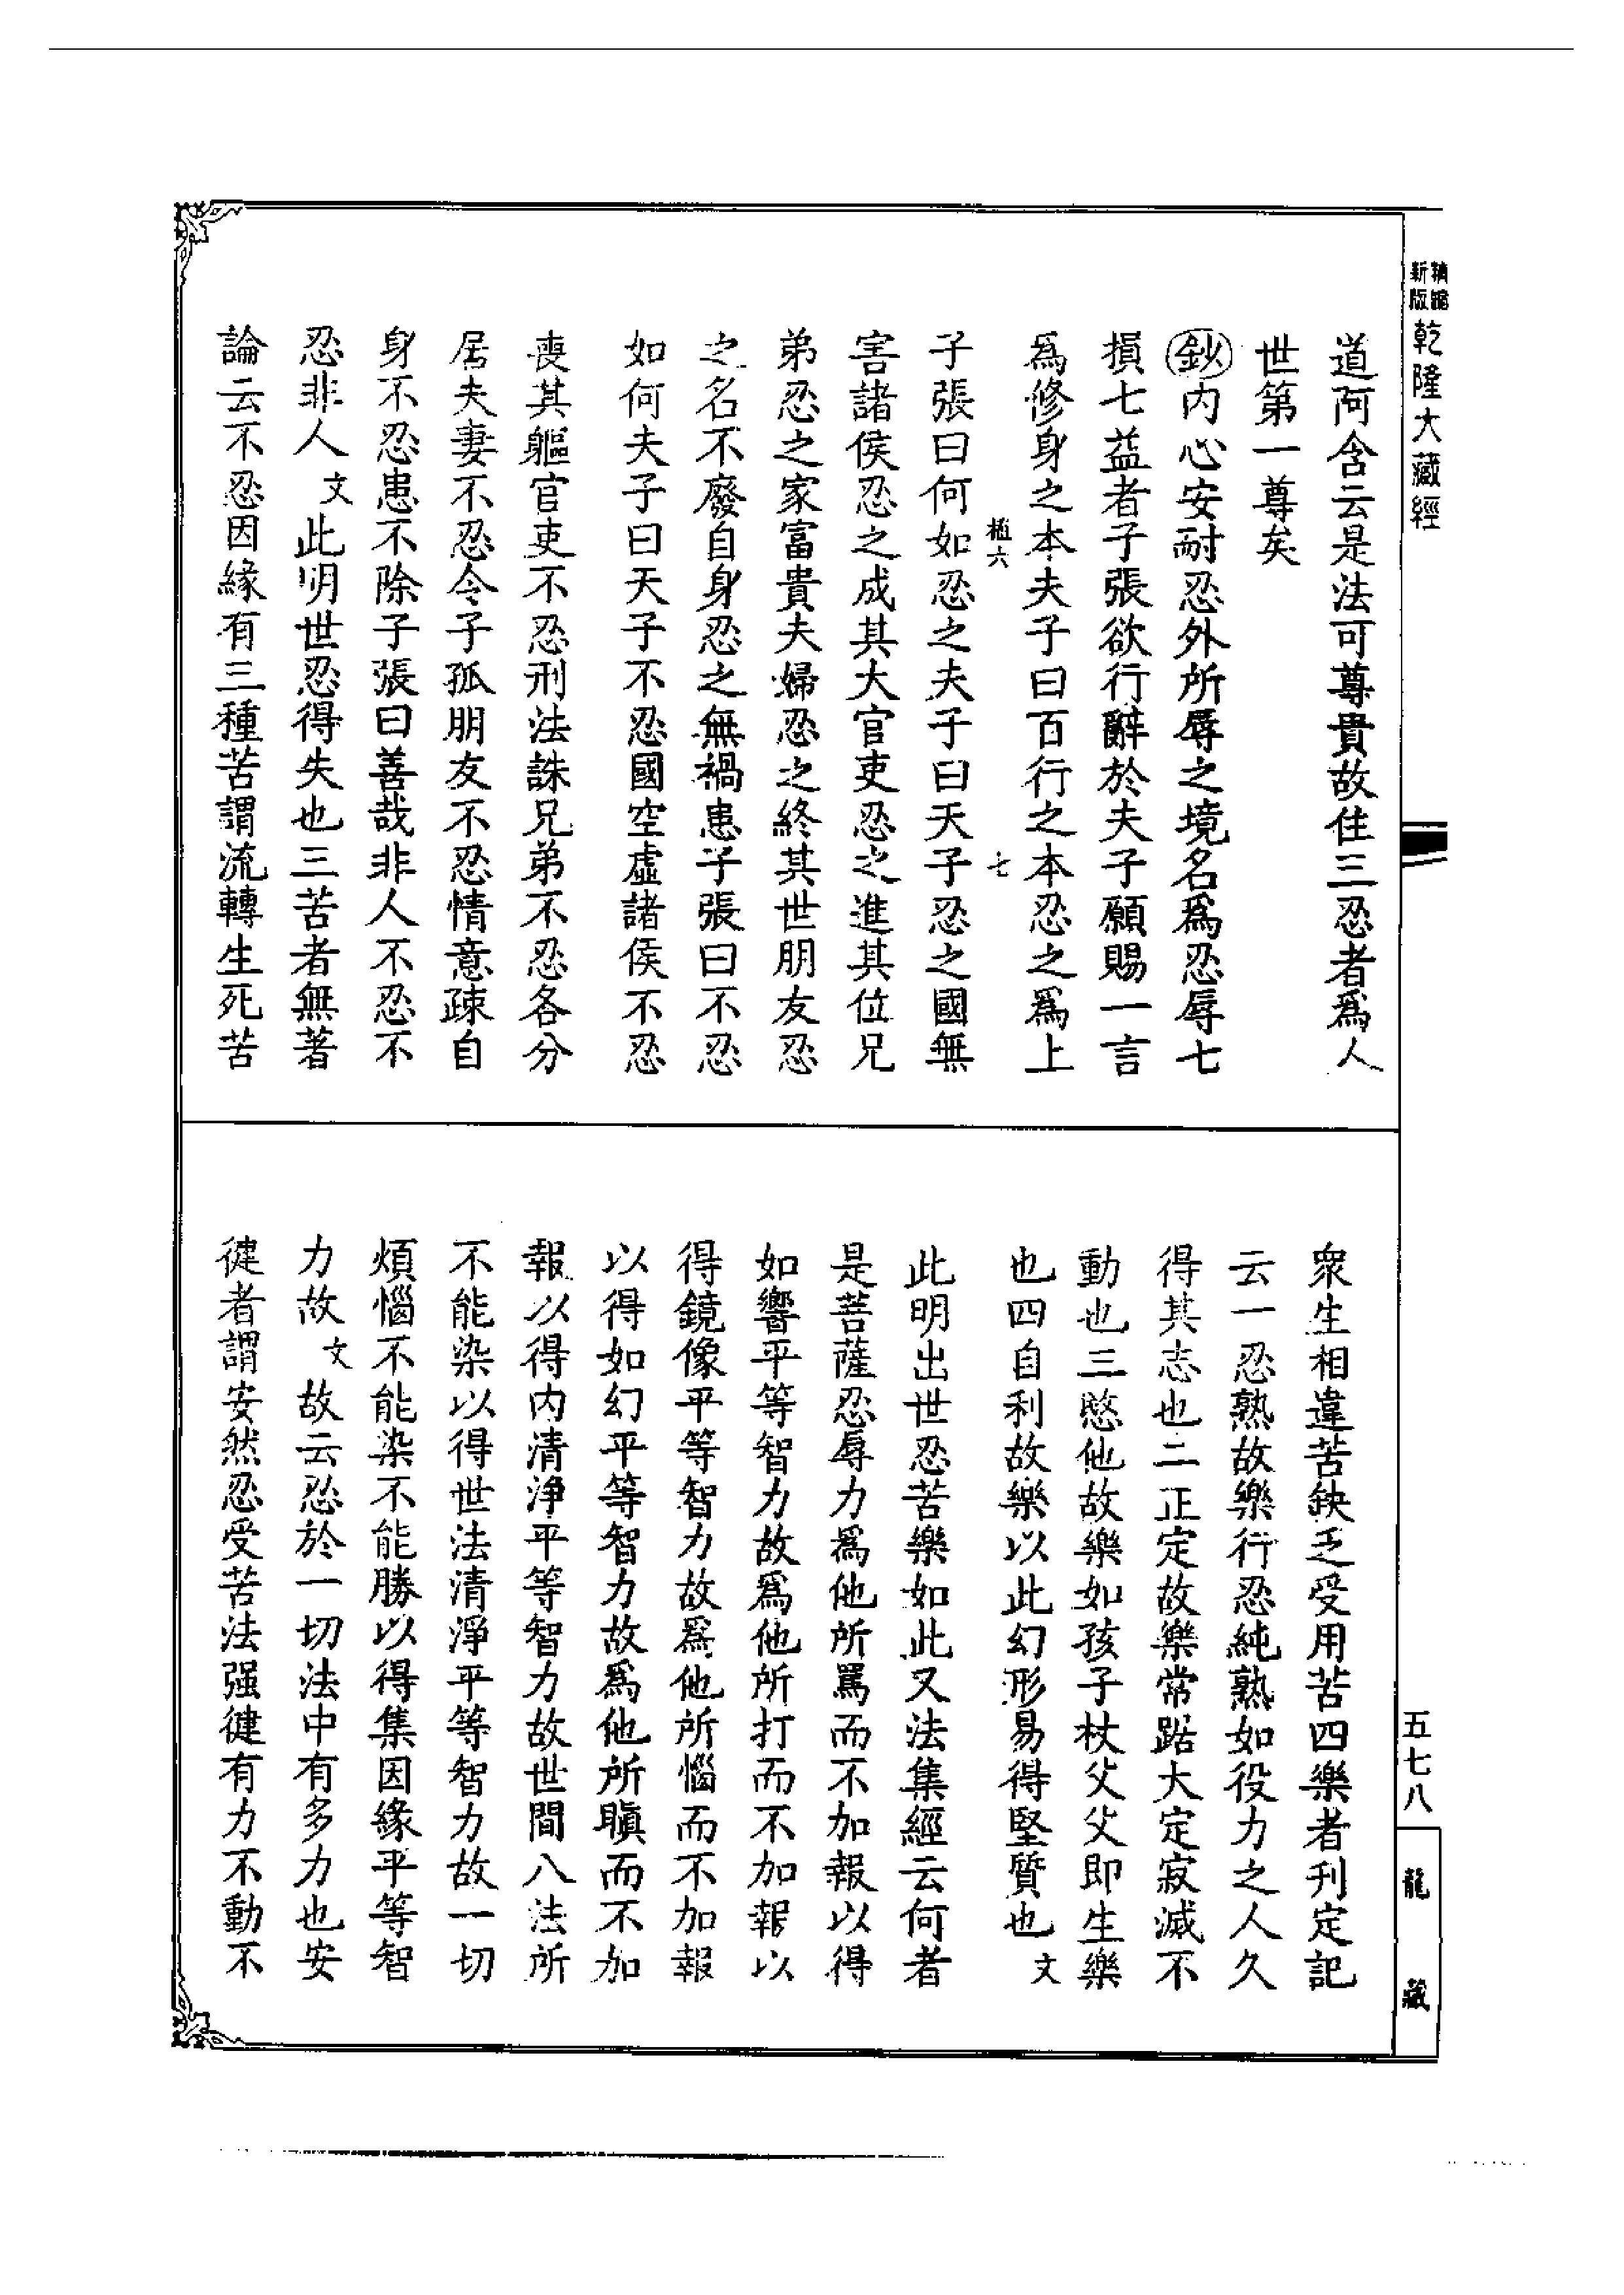 精縮新版
乾隆大藏經
道阿含云是法可尊貴故住三忍者爲人
世第一尊矣
鈔内心安耐忍外所辱之境名爲忍辱七
損七益者子張欲行辭於夫子願賜一言
爲修身之本夫子曰百行之本忍之爲上
楹六
七
子張曰何如忍之夫子曰天子忍之國無
害諸侯忍之成其大官吏忍之進其位兄
弟忍之家富貴夫婦忍之終其世朋友忍
之名不廢自身忍之無禍患子張曰不忍
如何夫子曰天子不忍國空虛諸侯不忍
喪其軀官吏不忍刑法誅兄弟不忍各分
居夫妻不忍令子孤朋友不忍情意疎自
身不忍患不除子張曰善哉非人不忍不
忍非人文此明世忍得失也三苦者無著
論云不忍因緣有三種苦謂流轉生死苦
衆生相違苦缺乏受用苦四樂者刋定記
云一忍熟故樂行忍純熟如役力之人久
得其志也二正定故樂常踞大定寂滅不
動也三愍他故樂如孩子杖父父即生樂
也四自利故樂以此幻形易得堅質也文
此明出世忍苦樂如此又法集經云何者
是菩薩忍辱力爲他所罵而不加報以得
如響平等智力故爲他所打而不加報以
得鏡像平等智力故爲他所惱而不加報
以得如幻平等智力故爲他所瞋而不加
報以得内清淨平等智力故世間八法所
不能染以得世法清淨平等智力故一切
煩惱不能染不能勝以得集因緣平等智
力故文故云忍於一切法中有多力也安
徤者謂安然忍受苦法强徤有力不動不
五七八
龍藏